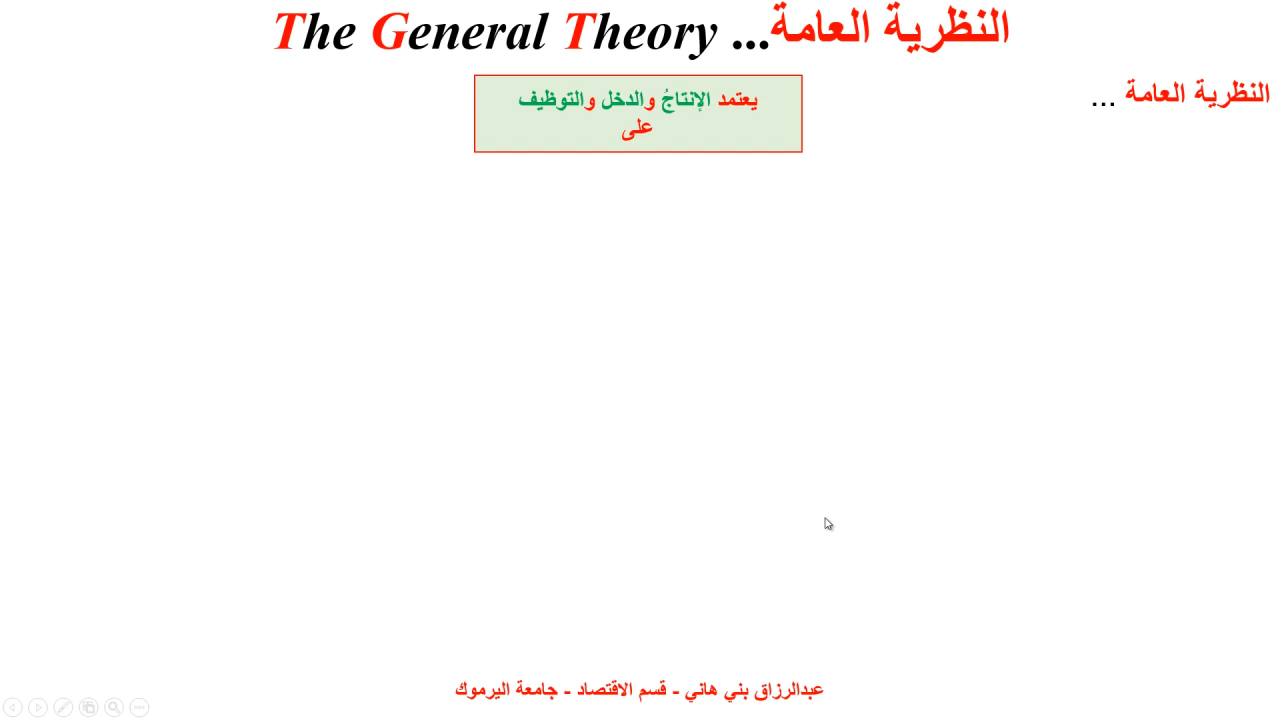 The General Theory ... النظرية العامة
النظرية العامة ...
يعتمد الإنتاجُ والدخل والتوظيف
على
عبدالرزاق بني هاني - قسم الاقتصاد - جامعة اليرموك